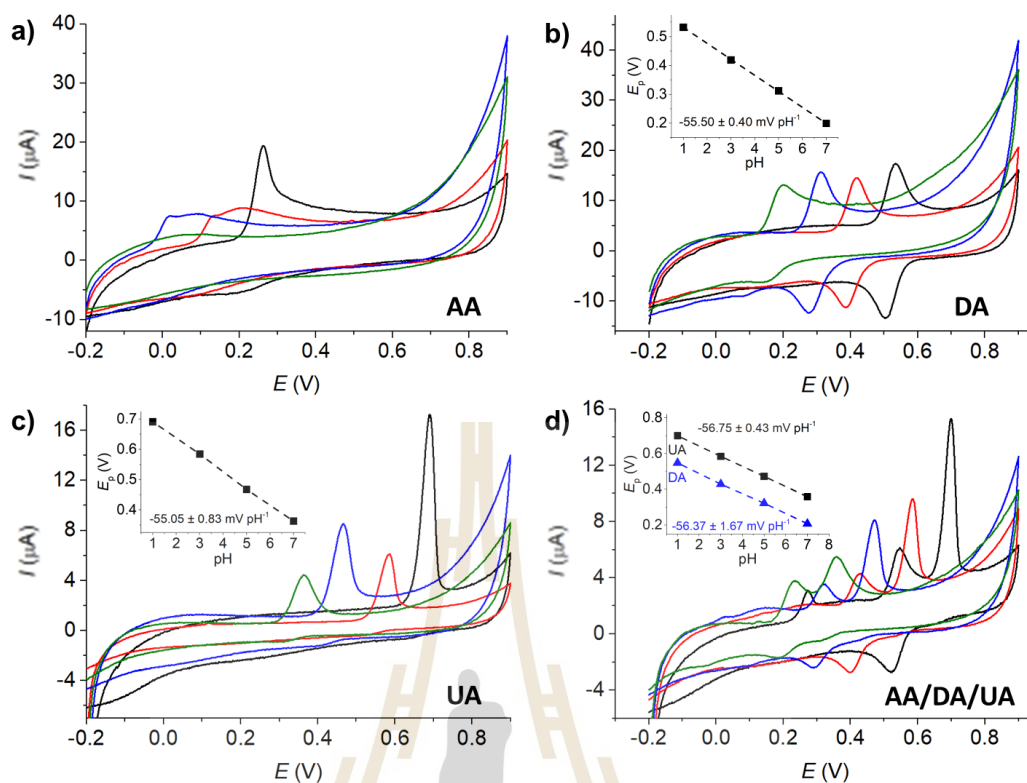 a)
40
30
20
10
0
-10
I (μA)
-0.2 0.0 0.2 0.4 0.6 0.8
E (V)
AA
b)
40
30
20
10
0
-10
I (μA)
-0.2 0.0 0.2 0.4 0.6 0.8
E (V)
DA
0.5
0.4
0.3
0.2
Ep (V)
-55.50 ± 0.40 mV pH⁻¹
1 2 3 4 5 6 7
pH
c)
16
12
8
4
0
-4
I (μA)
-0.2 0.0 0.2 0.4 0.6 0.8
E (V)
UA
0.7
0.6
0.5
0.4
Ep (V)
-55.05 ± 0.83 mV pH⁻¹
1 2 3 4 5 6 7
pH
d)
16
12
8
4
0
-4
I (μA)
-0.2 0.0 0.2 0.4 0.6 0.8
E (V)
AA/DA/UA
0.8
0.6
0.4
0.2
Ep (V)
-56.75 ± 0.43 mV pH⁻¹
UA
DA
-56.37 ± 1.67 mV pH⁻¹
1 2 3 4 5 6 7 8
pH